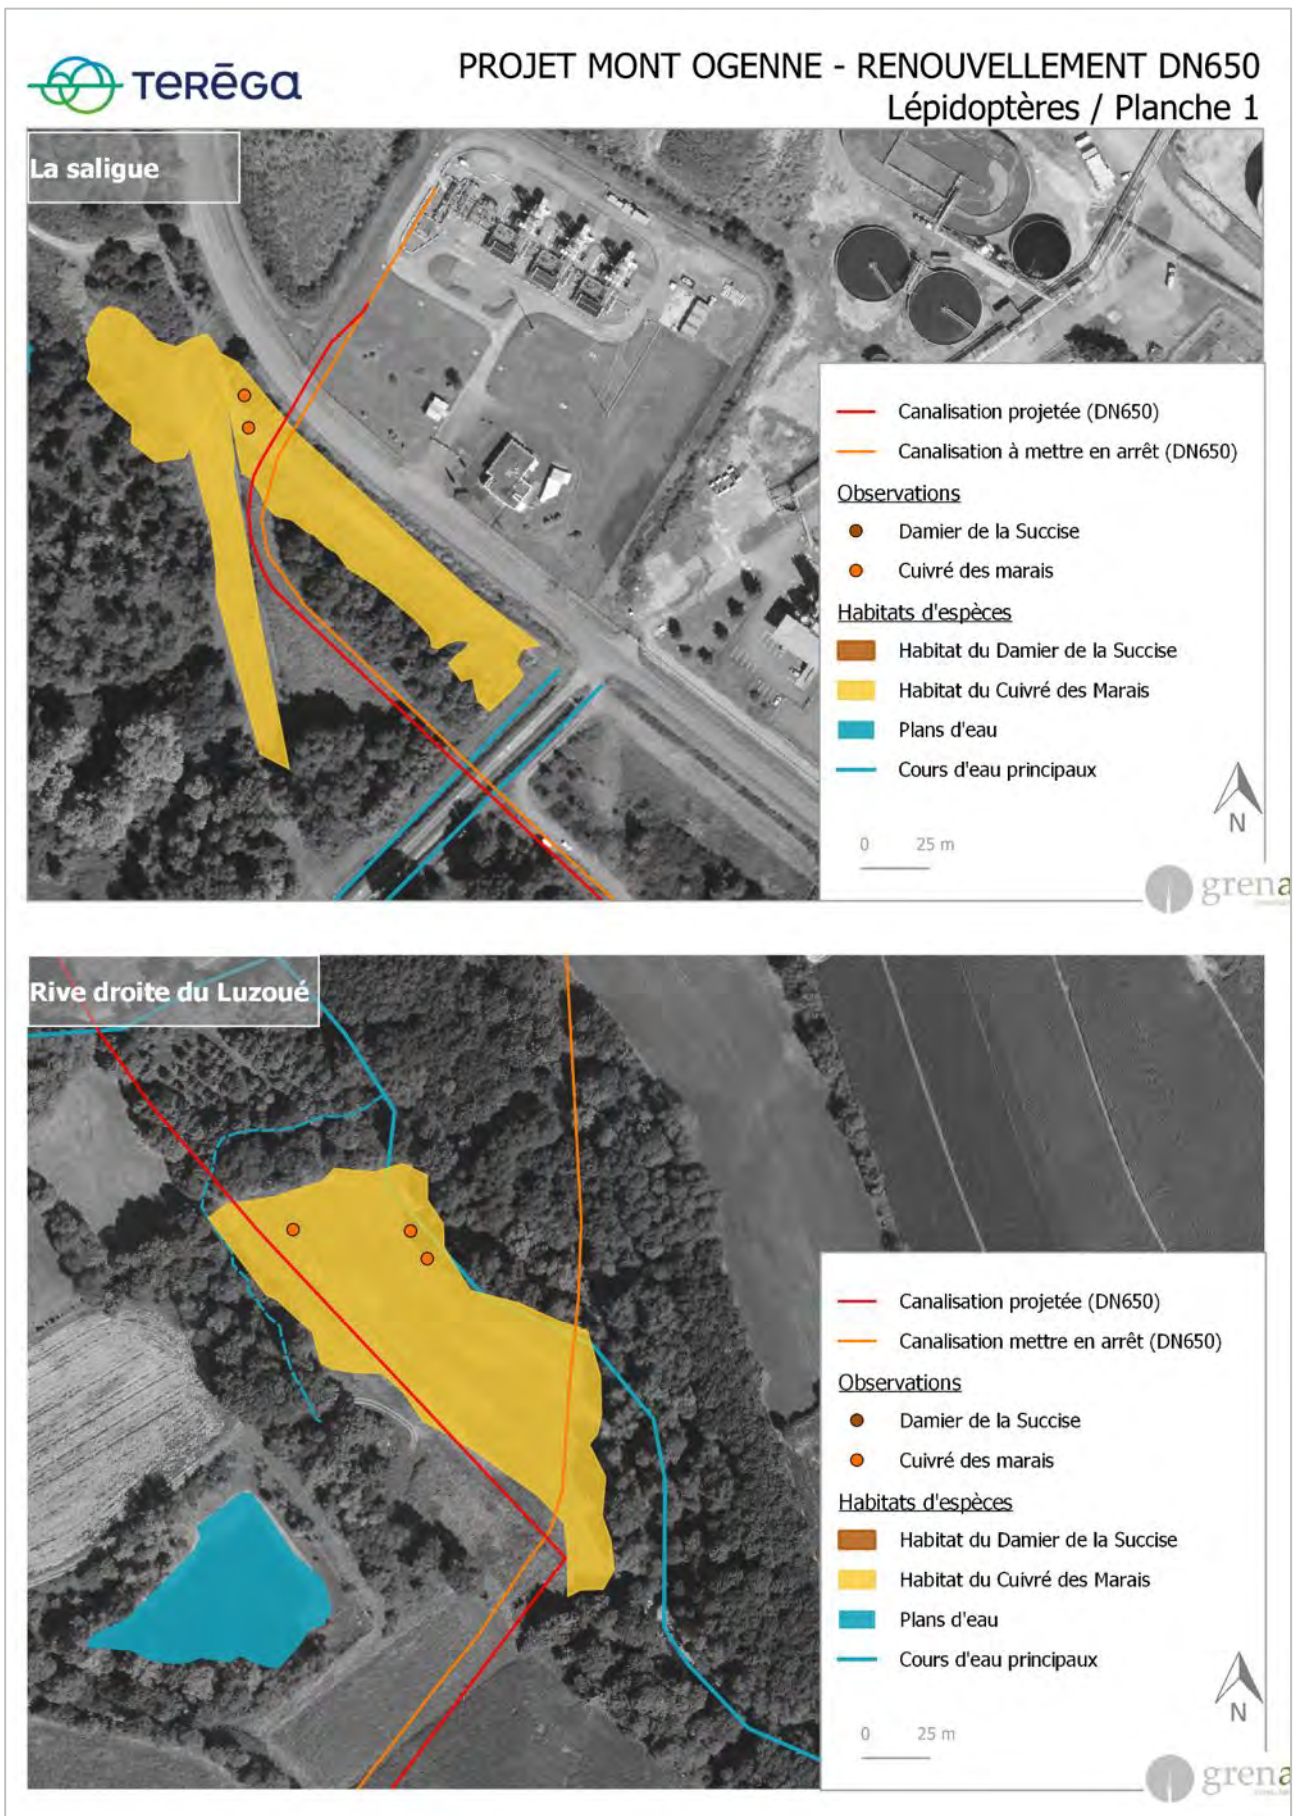 TERĒGA
PROJET MONT OGENNE - RENOUVELLEMENT DN650
Lépidoptères / Planche 1
La saligue
Canalisation projetée (DN650)
Canalisation à mettre en arrêt (DN650)
Observations
Damier de la Succise
Cuivré des marais
Habitats d'espèces
Habitat du Damier de la Succise
Habitat du Cuivré des Marais
Plans d'eau
Cours d'eau principaux
N
0 25 m
grena
Rive droite du Luzoué
Canalisation projetée (DN650)
Canalisation mettre en arrêt (DN650)
Observations
Damier de la Succise
Cuivré des marais
Habitats d'espèces
Habitat du Damier de la Succise
Habitat du Cuivré des Marais
Plans d'eau
Cours d'eau principaux
N
0 25 m
grena